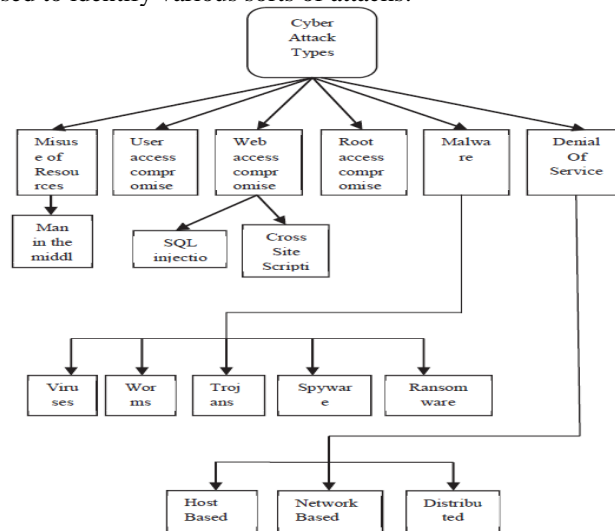 sed to identify various sorts of attacks.
Cyber
Attack
Types
Misus
e of
Resou
rces
User
access
compr
omise
Web
access
compr
omise
Root
access
compr
omise
Malwa
re
Denial
Of
Service
Man
in the
middl
SQL
injectio
Cross
Site
Scripti
Viru
ses
Wor
ms
Troj
ans
Spywar
e
Ransom
ware
Host
Based
Network
Based
Distribu
ted